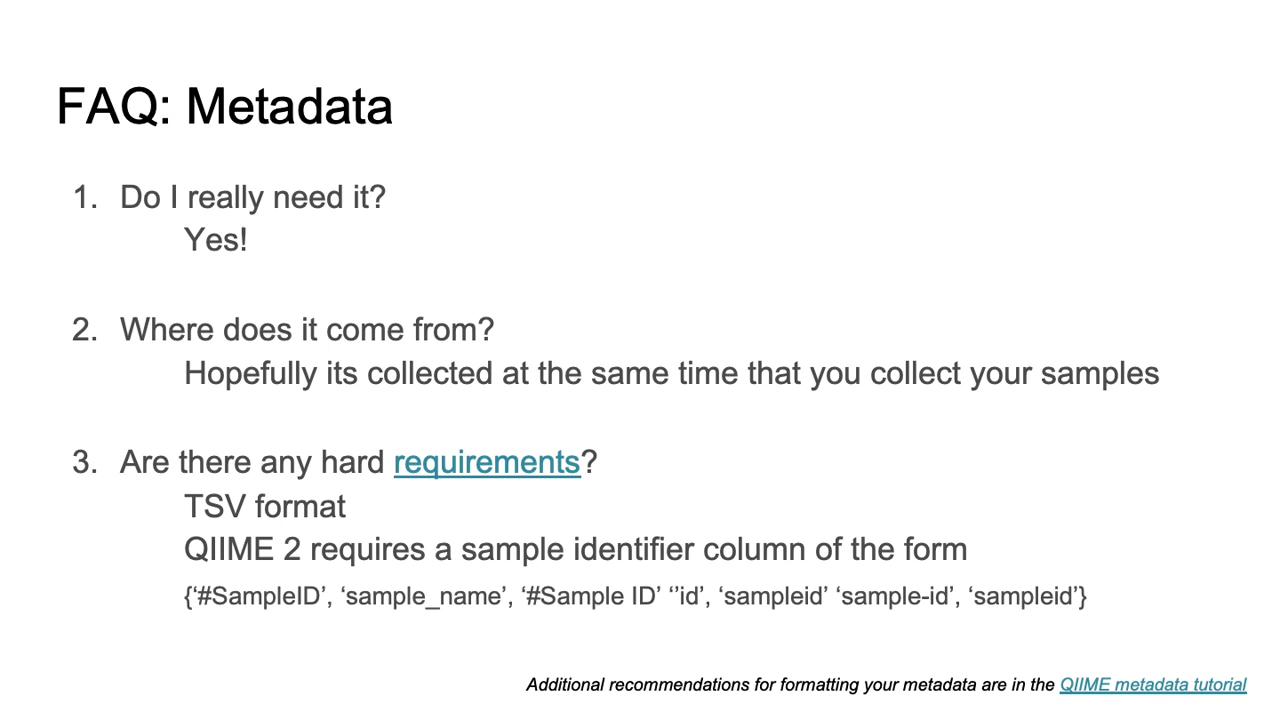 FAQ: Metadata
1. Do I really need it?
Yes!
2. Where does it come from?
Hopefully its collected at the same time that you collect your samples
3. Are there any hard requirements?
TSV format
QIIME 2 requires a sample identifier column of the form
{‘#SampleID’, ‘sample_name’, ‘#Sample ID’ ‘’id’, ‘sampleid’ ‘sample-id’, ‘sampleid’}
Additional recommendations for formatting your metadata are in the QIIME metadata tutorial